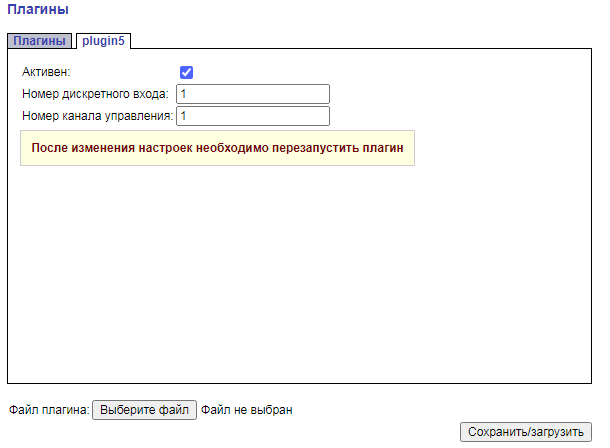 Плагины
Плагины plugin5
Активен:
Номер дискретного входа: 1
Номер канала управления: 1
После изменения настроек необходимо перезапустить плагин
Файл плагина: Выберите файл Файл не выбран
Сохранить/загрузить